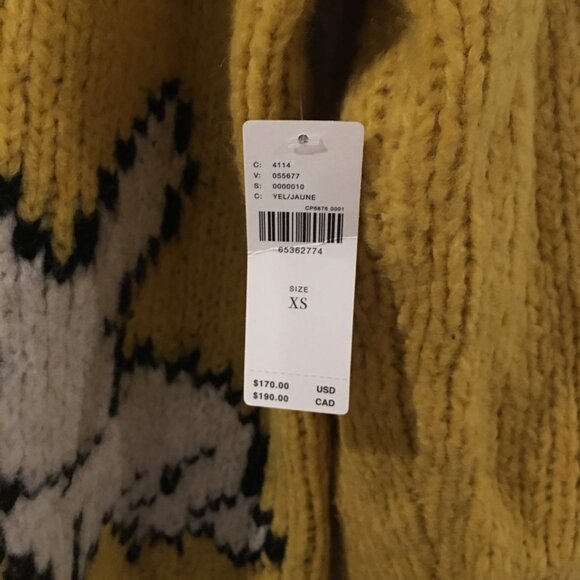 C: 4114
V: 055677
S: 0000010
C: YEL/JAUNE
CP5876 0001
65362774
SIZE
XS
$170.00 USD
$190.00 CAD